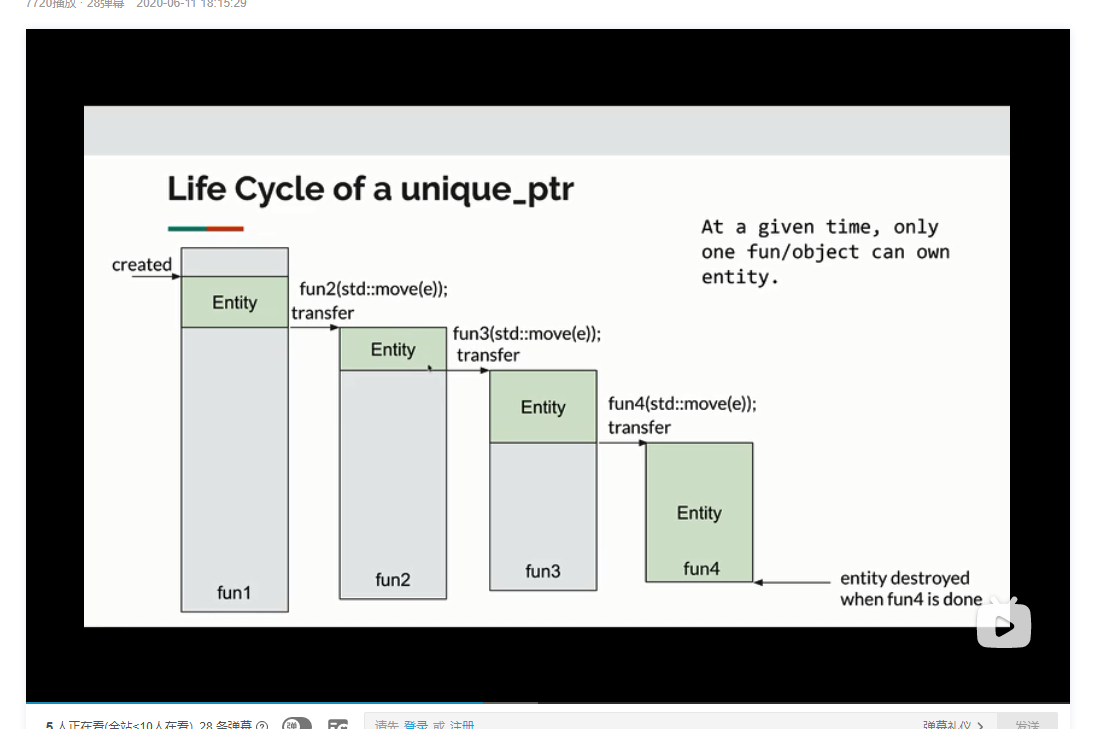 7720播放 · 28弹幕 2020-06-11 18:15:29
Life Cycle of a unique_ptr
At a given time, only
one fun/object can own
entity.
created
Entity
fun2(std::move(e));
transfer
Entity
fun3(std::move(e));
transfer
Entity
fun4(std::move(e));
transfer
Entity
fun1
fun2
fun3
fun4
entity destroyed
when fun4 is done
5 人正在看(全站<10人在看) 28 条弹幕 弹 请先 登录 或 注册 弹幕礼仪 > 发送